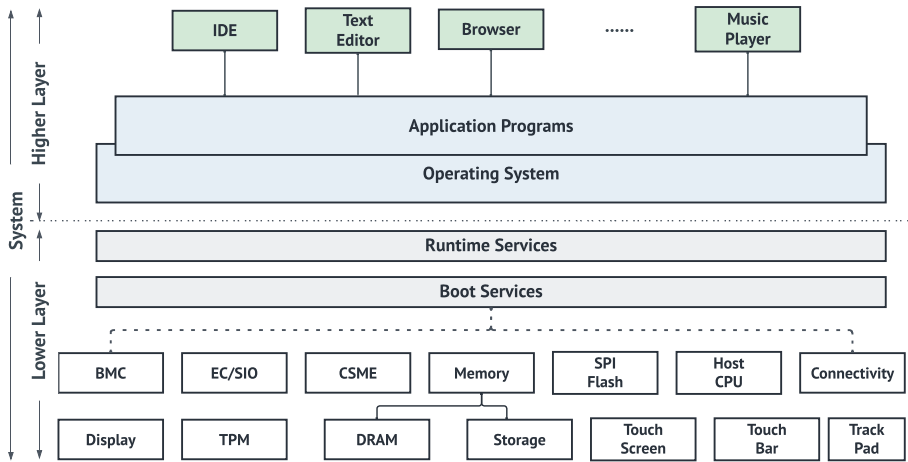 IDE
Text
Editor
Browser
......
Music
Player
Application Programs
Operating System
Higher Layer
System
Runtime Services
Boot Services
Lower Layer
BMC
EC/SIO
CSME
Memory
SPI
Flash
Host
CPU
Connectivity
Display
TPM
DRAM
Storage
Touch
Screen
Touch
Bar
Track
Pad